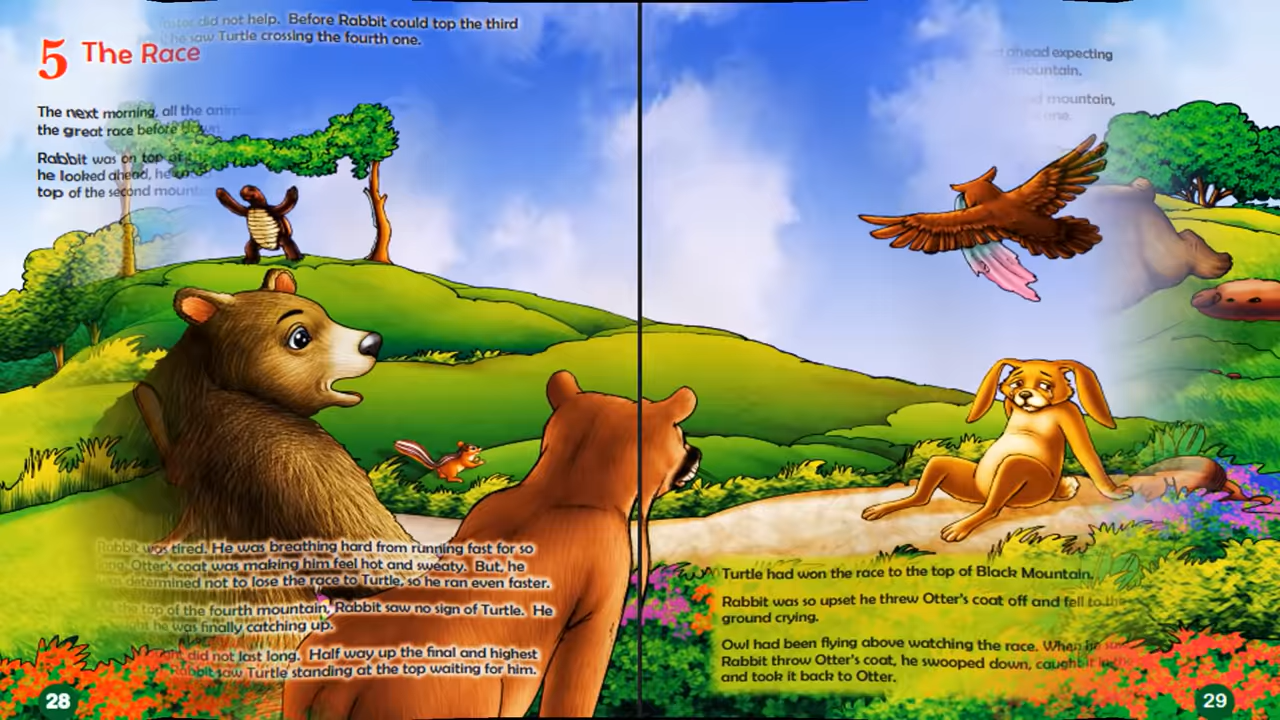 did not help. Before Rabbit could top the third
he saw Turtle crossing the fourth one.
5 The Race
The next morning, all the
the great race before
Rabbit was on top of
he looked ahead, he
top of the second
Rabbit was tired. He was breathing hard from running fast for so
Otter's coat was making him feel hot and sweaty. But, he
determined not to lose the race to Turtle, so he ran even faster.
the top of the fourth mountain, Rabbit saw no sign of Turtle. He
he was finally catching up.
did not last long. Half way up the final and highest
Rabbit saw Turtle standing at the top waiting for him.
28
ahead expecting
mountain.
mountain,
one.
Turtle had won the race to the top of Black Mountain.
Rabbit was so upset he threw Otter's coat off and fell to the
ground crying.
Owl had been flying above watching the race. When he saw
Rabbit throw Otter's coat, he swooped down, caught it
and took it back to Otter.
29